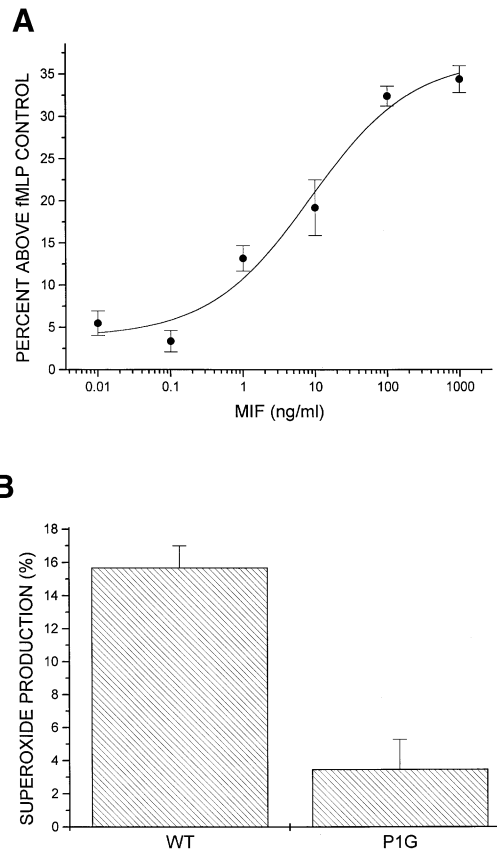 A
PERCENT ABOVE fMLP CONTROL
35
30
25
20
15
10
5
0
0.01 0.1 1 10 100 1000
MIF (ng/ml)
B
SUPEROXIDE PRODUCTION (%)
18
16
14
12
10
8
6
4
2
0
WT P1G